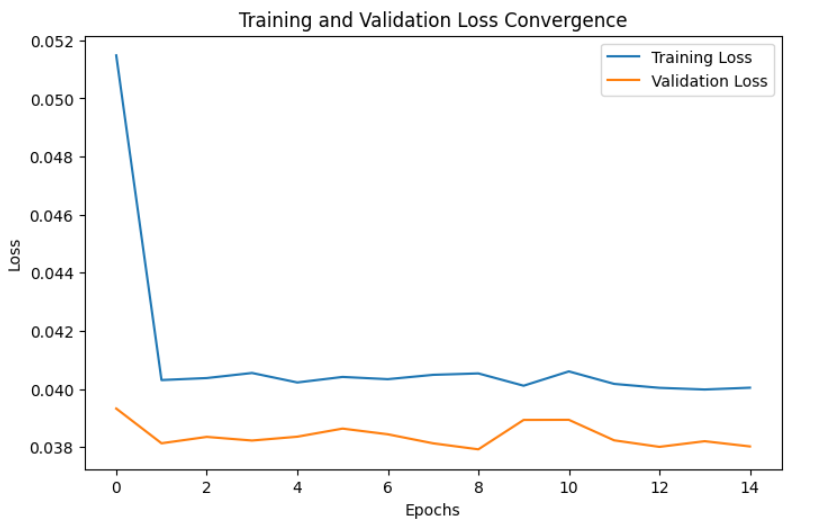 Training and Validation Loss Convergence
Training Loss
Validation Loss
0.052
0.050
0.048
0.046
0.044
0.042
0.040
0.038
Loss
0 2 4 6 8 10 12 14
Epochs